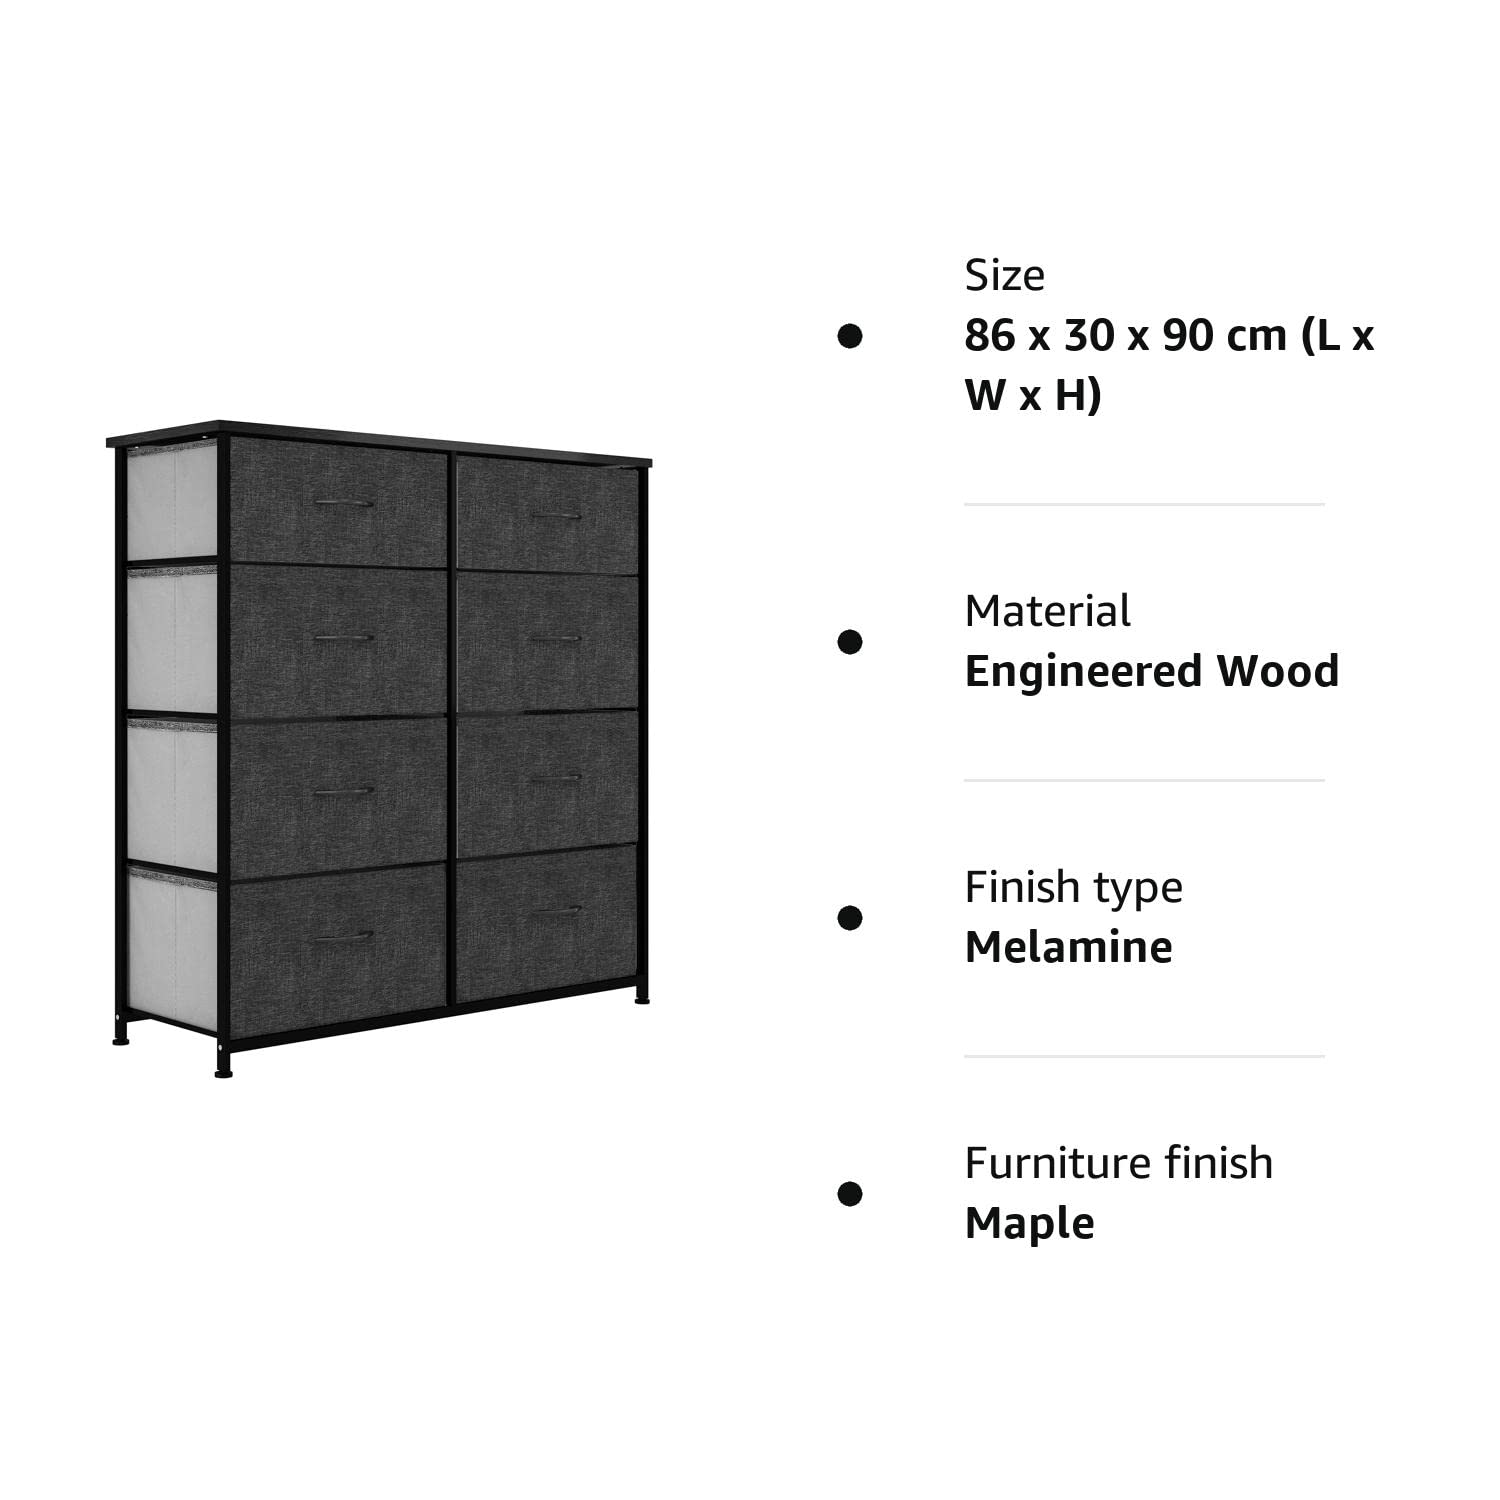 Size
86 x 30 x 90 cm (L x
W x H)
Material
Engineered Wood
Finish type
Melamine
Furniture finish
Maple